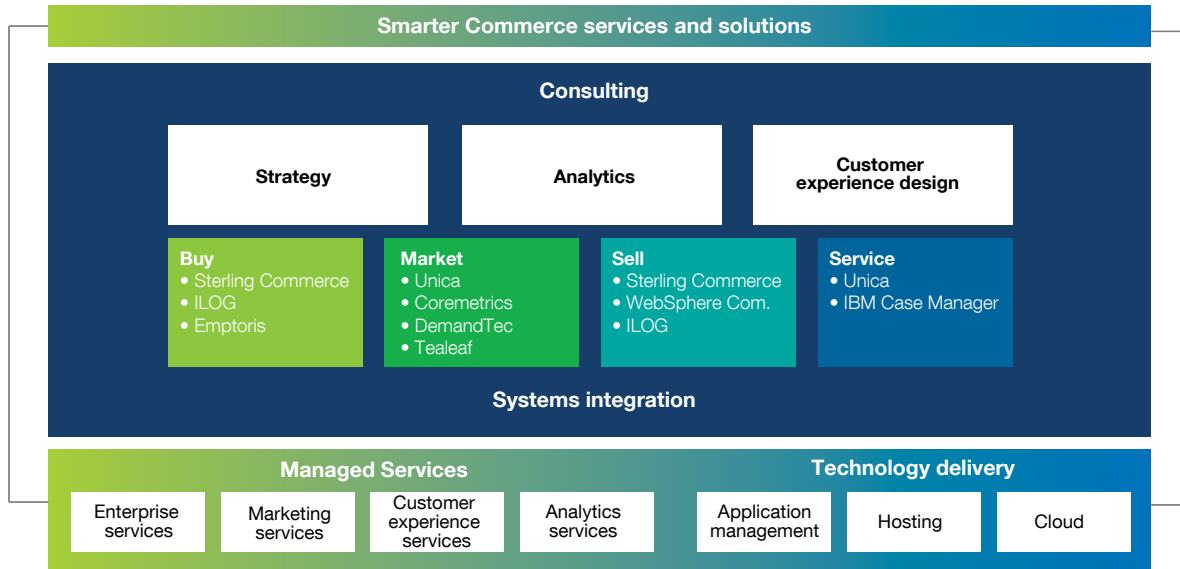 Smarter Commerce services and solutions
Consulting
Strategy
Analytics
Customer
experience design
Buy
• Sterling Commerce
• ILOG
• Emptoris
Market
• Unica
• Coremetrics
• DemandTec
• Tealeaf
Sell
• Sterling Commerce
• WebSphere Com.
• ILOG
Service
• Unica
• IBM Case Manager
Systems integration
Managed Services
Enterprise
services
Marketing
services
Customer
experience
services
Analytics
services
Technology delivery
Application
management
Hosting
Cloud